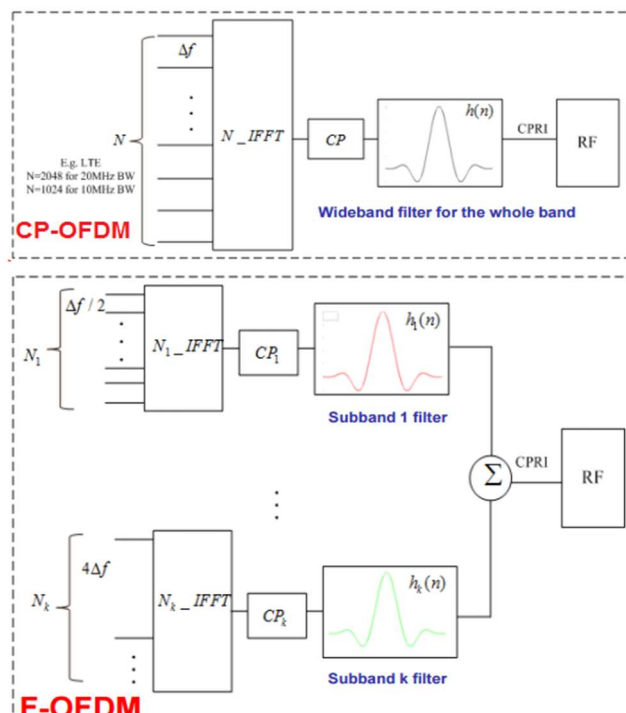 Δf
N
N_IFFT
CP
h(n)
CPRI
RF
E.g. LTE
N=2048 for 20MHz BW
N=1024 for 10MHz BW
CP-OFDM
Wideband filter for the whole band
Δf / 2
N₁
N₁_IFFT
CP₁
h₁(n)
Subband 1 filter
Σ
CPRI
RF
4Δf
Nₖ
Nₖ_IFFT
CPₖ
hₖ(n)
Subband k filter
F-OFDM